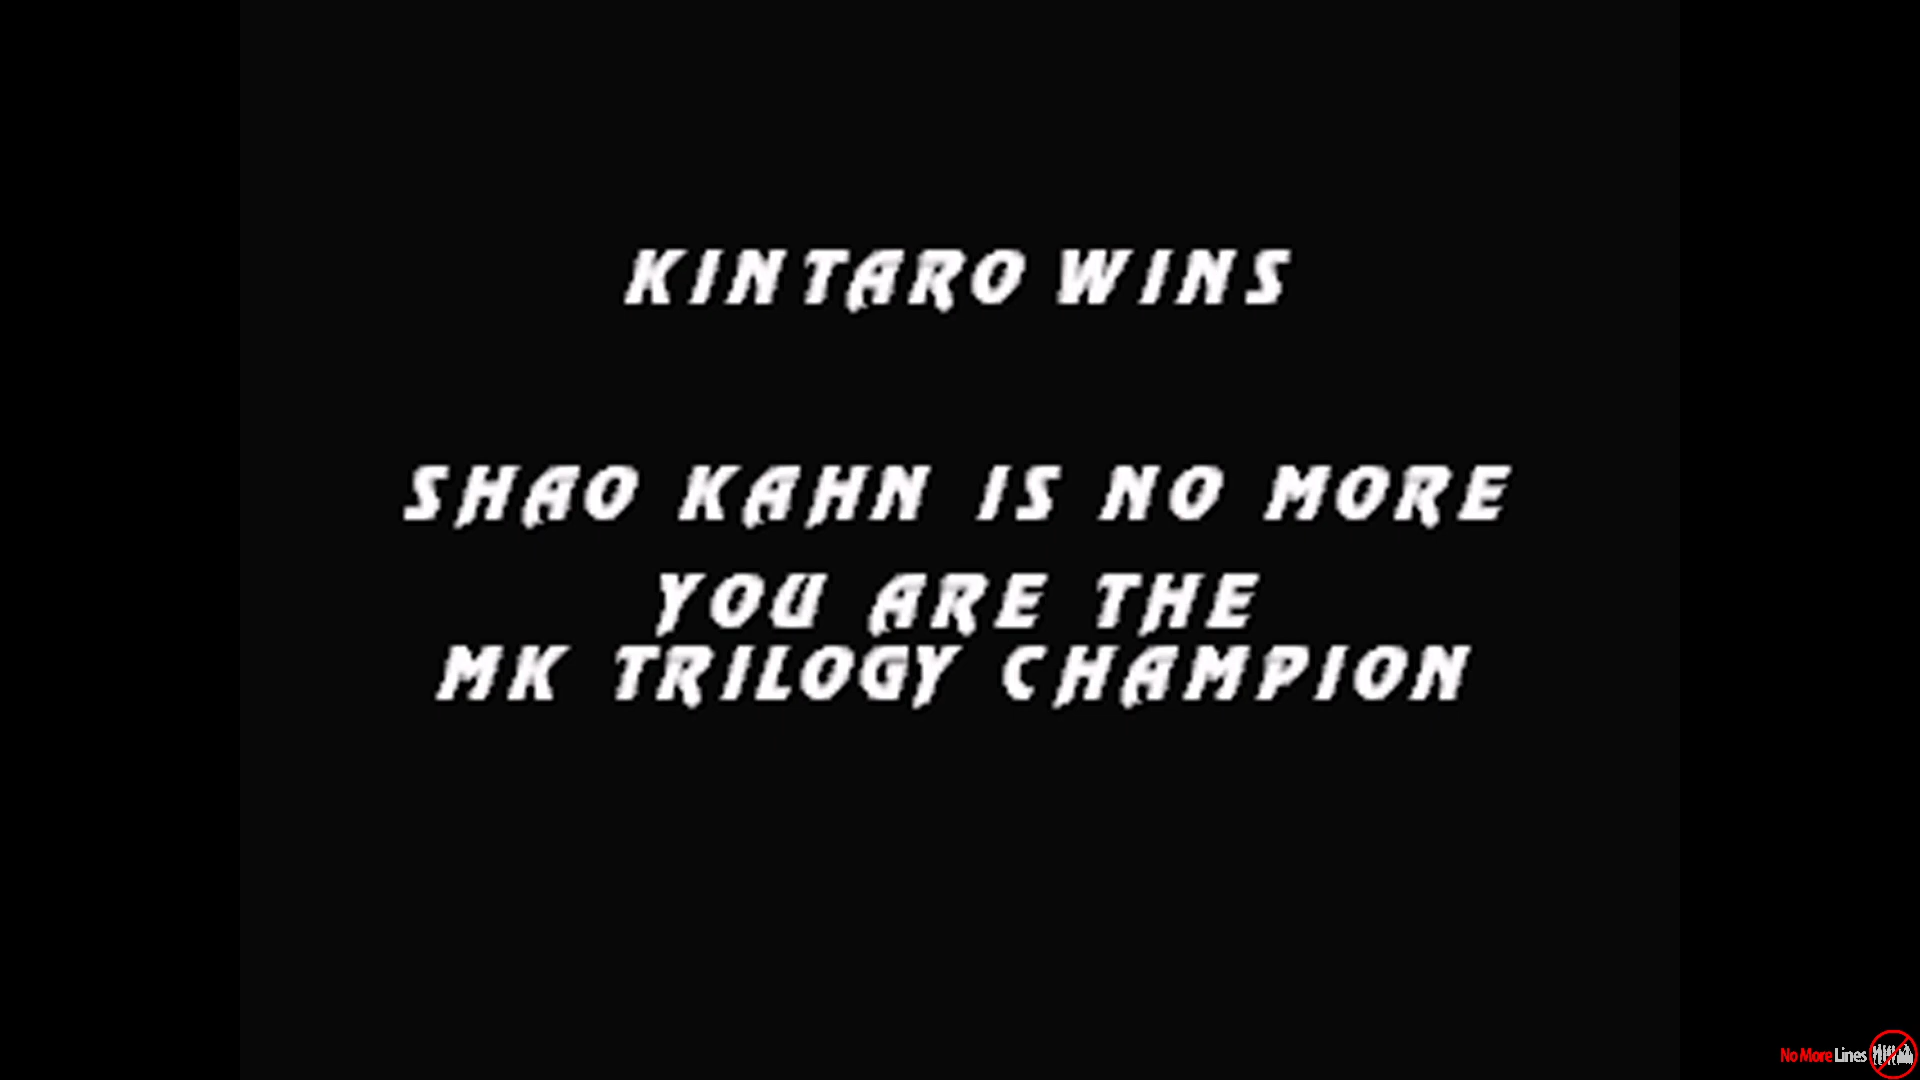 KINTARO WINS
SHAO KAHN IS NO MORE
YOU ARE THE
MK TRILOGY CHAMPION
No More Lines